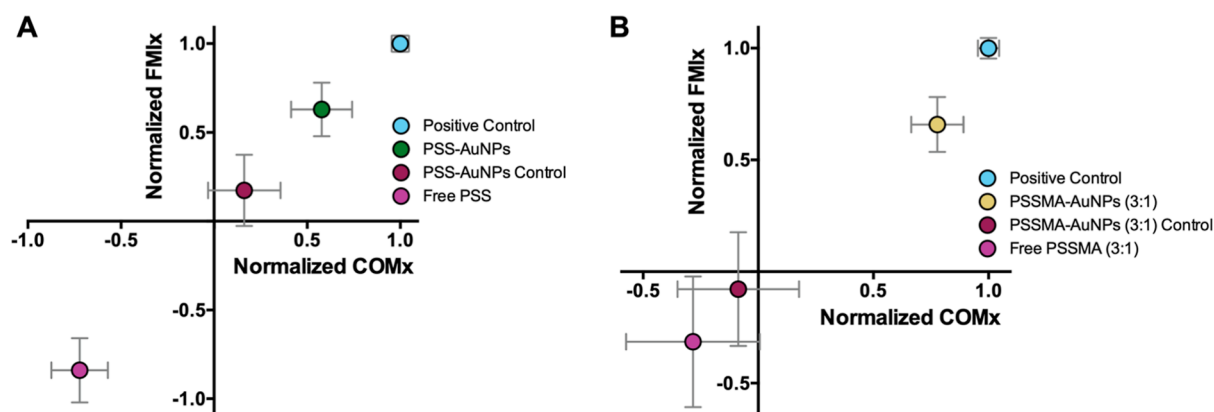 A
Normalized FMIx
1.0
0.5
-0.5
-1.0
-1.0
-0.5
0.5
1.0
Normalized COMx
Positive Control
PSS-AuNPs
PSS-AuNPs Control
Free PSS
B
Normalized FMIx
1.0
0.5
-0.5
-0.5
0.5
1.0
Normalized COMx
Positive Control
PSSMA-AuNPs (3:1)
PSSMA-AuNPs (3:1) Control
Free PSSMA (3:1)